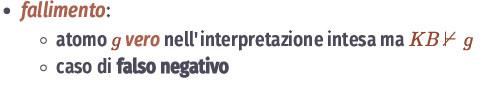 • fallimento:
◦ atomo g vero nell'interpretazione intesa ma KB ⊬ g
◦ caso di falso negativo